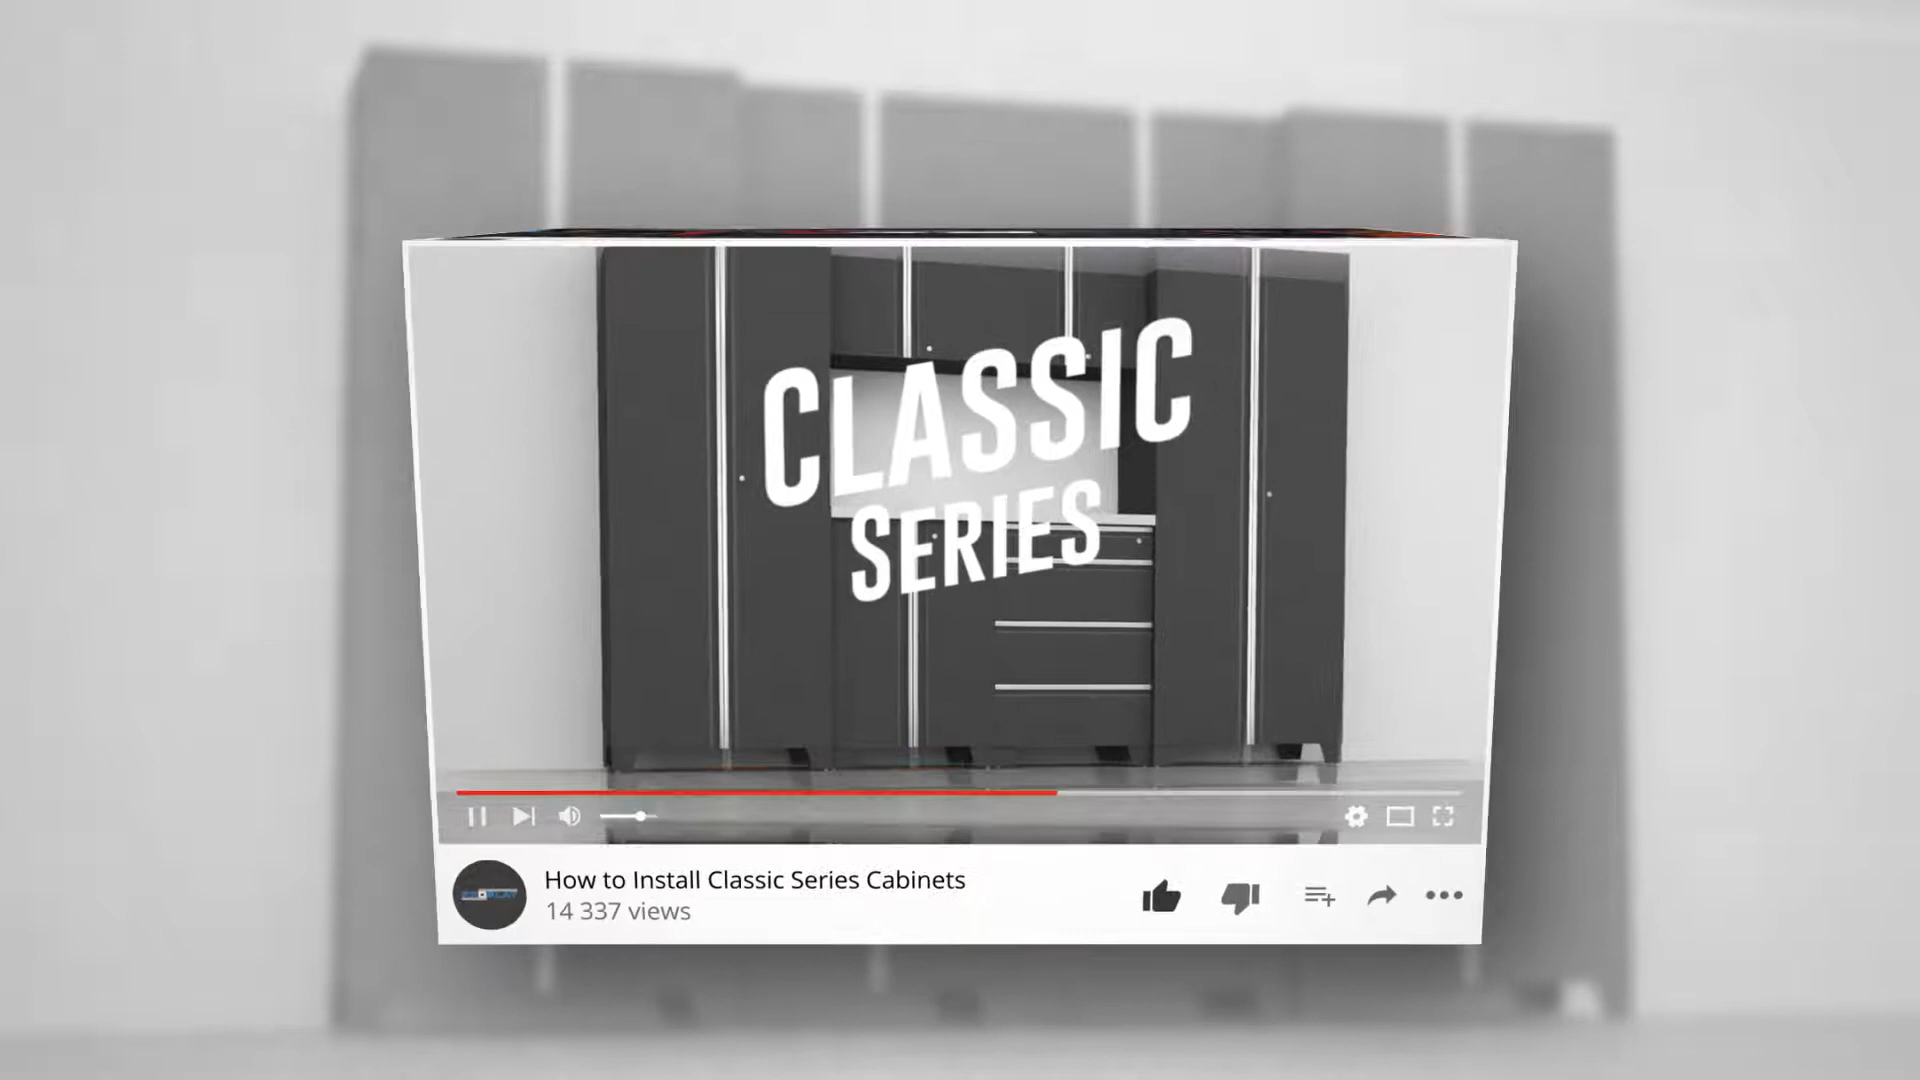 CLASSIC
SERIES
How to Install Classic Series Cabinets
14 337 views